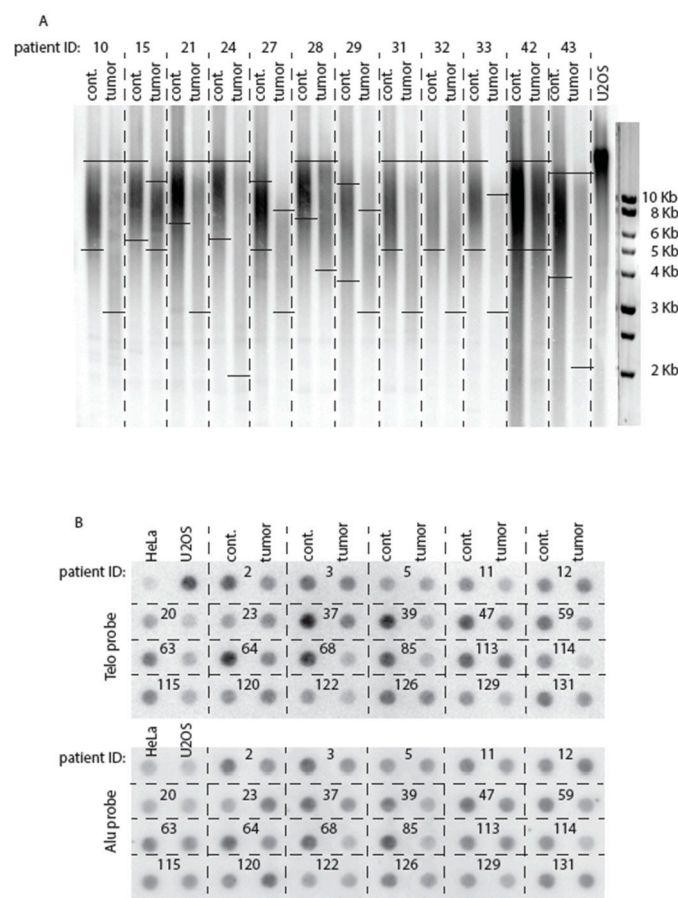 A
patient ID: 10 15 21 24 27 28 29 31 32 33 42 43
cont. tumor cont. tumor cont. tumor cont. tumor cont. tumor cont. tumor cont. tumor cont. tumor cont. tumor cont. tumor cont. tumor cont. tumor U2OS
10 Kb
8 Kb
6 Kb
5 Kb
4 Kb
3 Kb
2 Kb
B
HeLa U2OS cont. tumor cont. tumor cont. tumor cont. tumor cont. tumor
patient ID: 2 3 5 11 12
Telo probe
20 23 37 39 47 59
63 64 68 85 113 114
115 120 122 126 129 131
HeLa U2OS
patient ID: 2 3 5 11 12
Alu probe
20 23 37 39 47 59
63 64 68 85 113 114
115 120 122 126 129 131